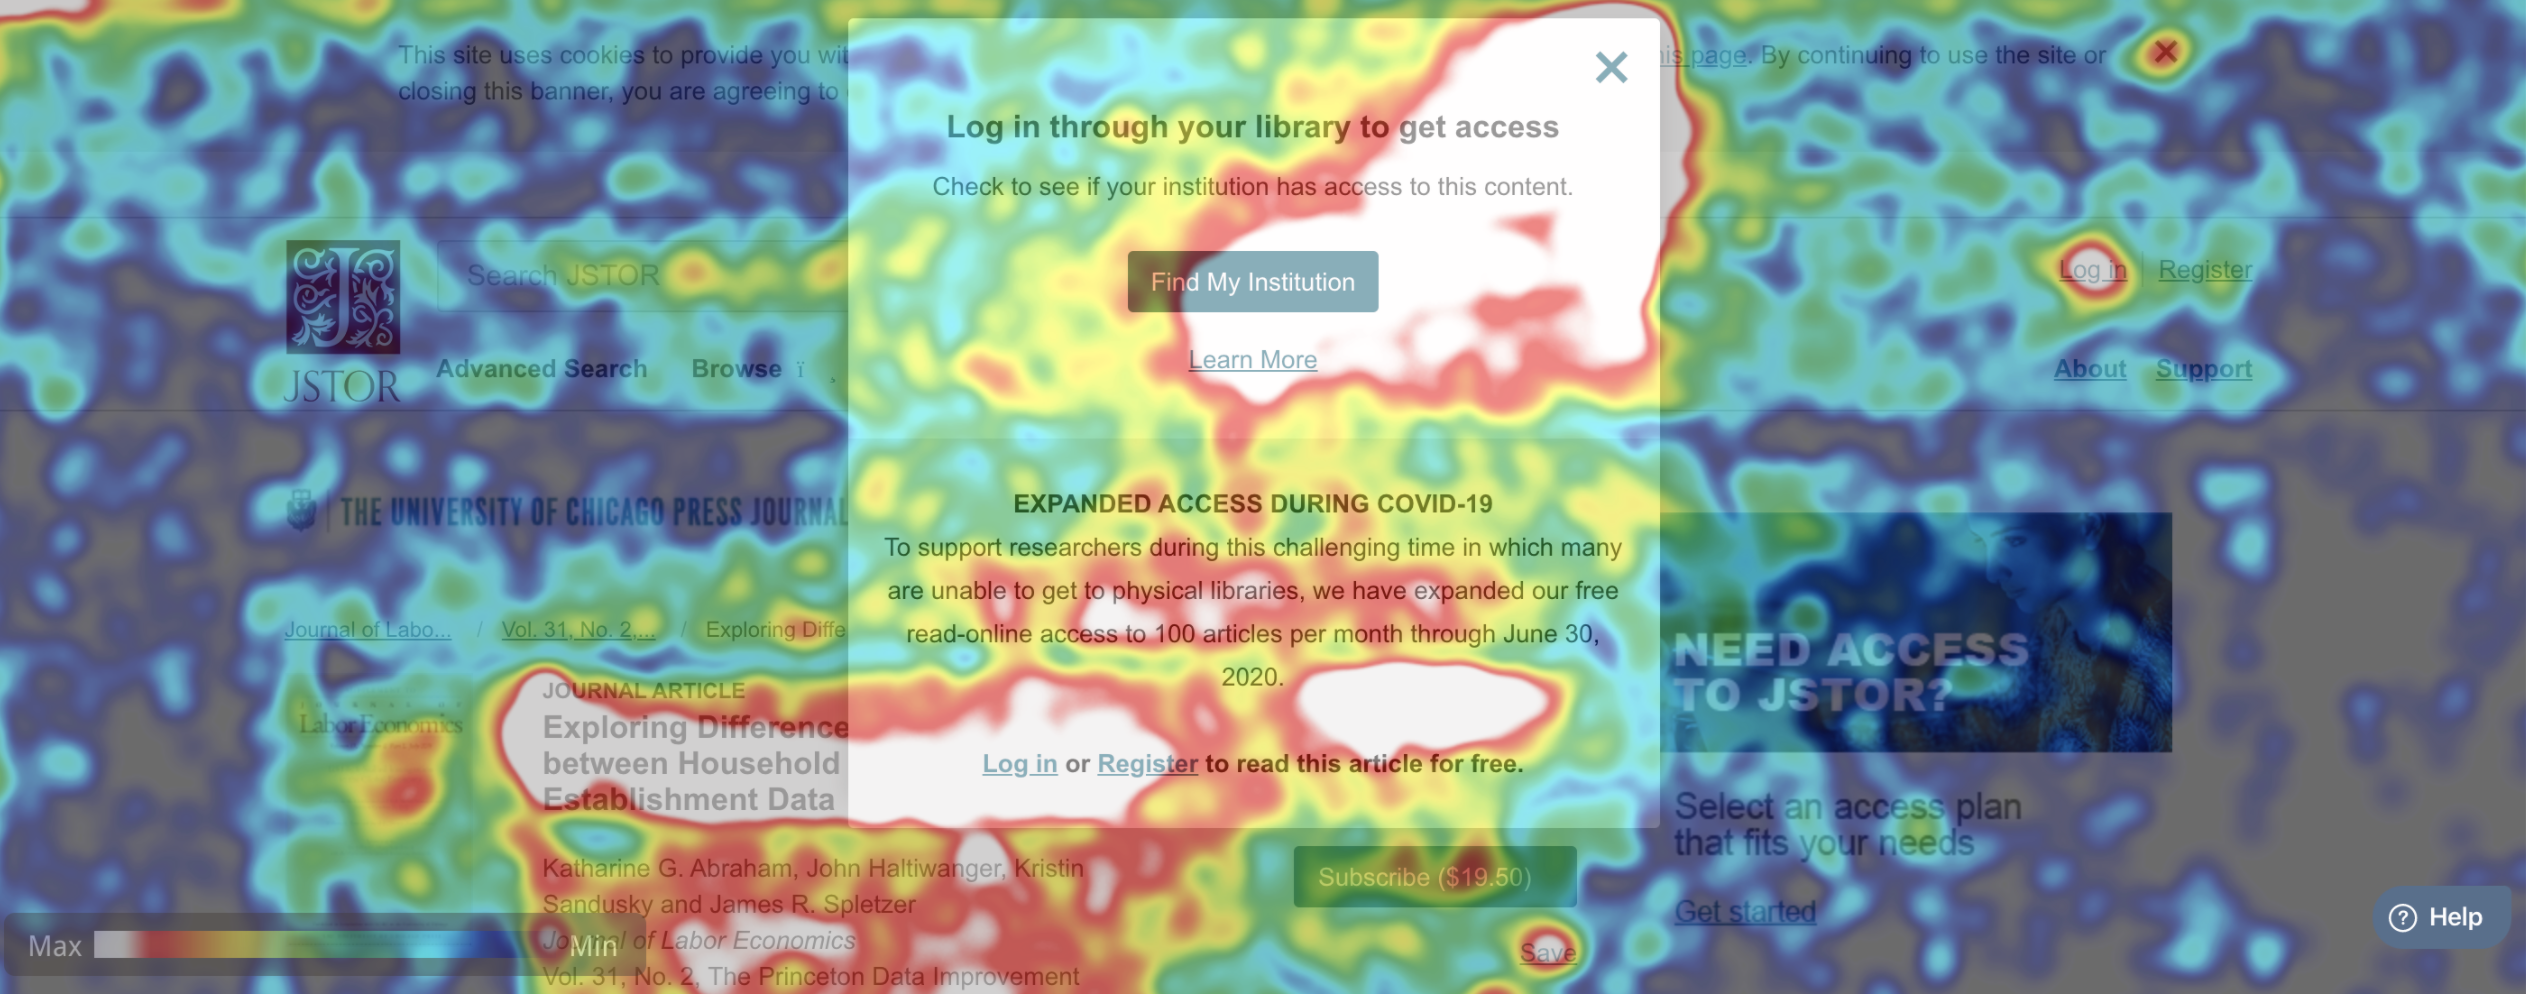 This site uses cookies to provide you wit
his page. By continuing to use the site or
closing this banner, you are agreeing to
Log in through your library to get access
Check to see if your institution has access to this content.
Find My Institution
Learn More
Search JSTOR
JSTOR
Advanced Search Browse
Log in Register
About Support
EXPANDED ACCESS DURING COVID-19
To support researchers during this challenging time in which many
are unable to get to physical libraries, we have expanded our free
read-online access to 100 articles per month through June 30,
2020.
Log in or Register to read this article for free.
THE UNIVERSITY OF CHICAGO PRESS JOURNAL
Journal of Labo... / Vol. 31, No. 2,... / Exploring Diffe
Labor Economics
JOURNAL ARTICLE
Exploring Difference
between Household
Establishment Data
Katharine G. Abraham, John Haltiwanger, Kristin
Sandusky and James R. Spletzer
Journal of Labor Economics
Vol. 31, No. 2, The Princeton Data Improvement
Subscribe ($19.50)
Save
NEED ACCESS
TO JSTOR?
Select an access plan
that fits your needs
Get started
Max Min
Help